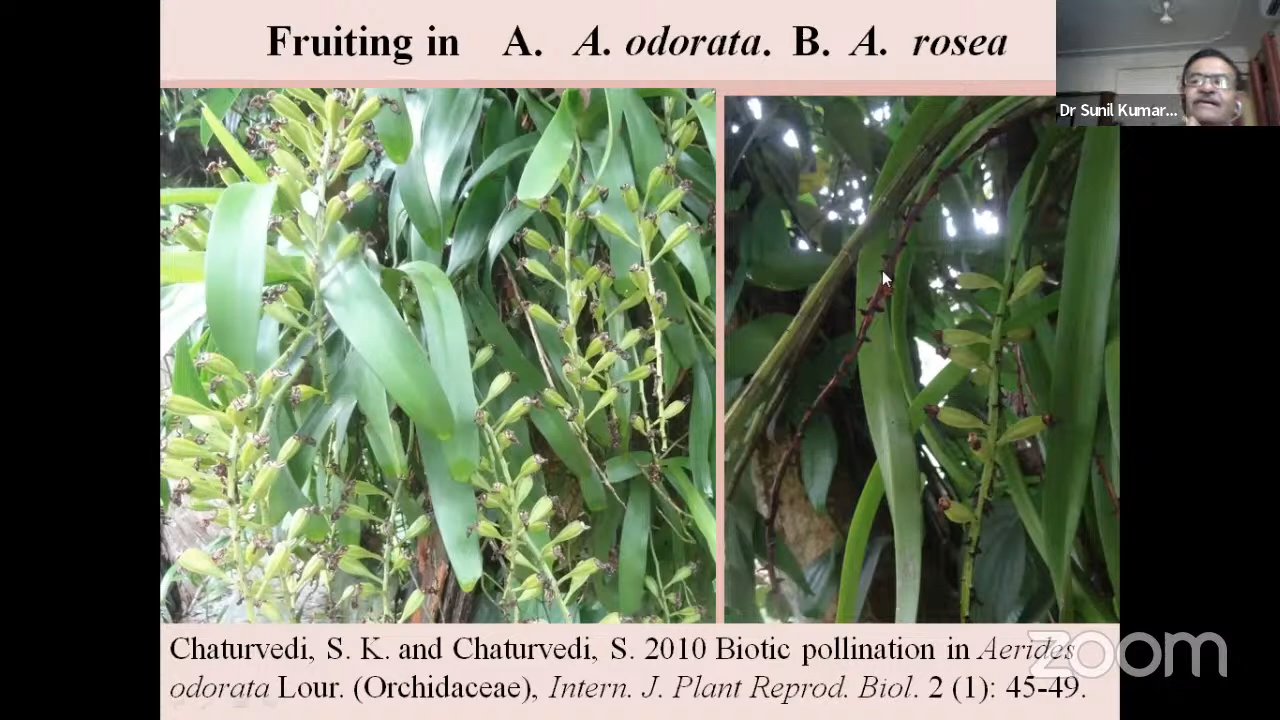 Fruiting in A. A. odorata. B. A. rosea
Dr Sunil Kumar...
Chaturvedi, S. K. and Chaturvedi, S. 2010 Biotic pollination in Aerides
odorata Lour. (Orchidaceae), Intern. J. Plant Reprod. Biol. 2 (1): 45-49.
zoom